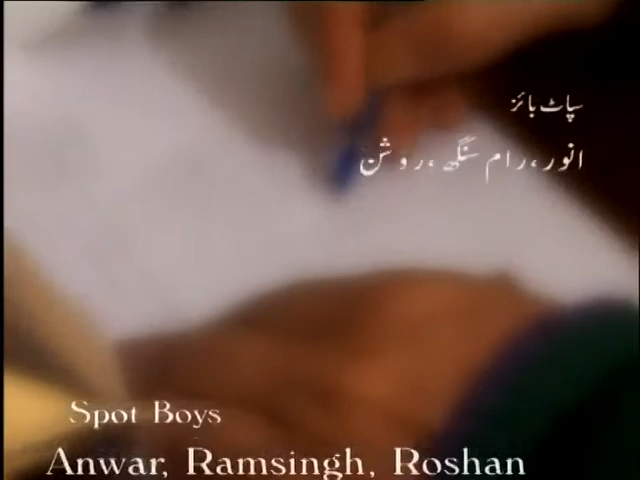 سپاٹ بائز
انور، رام سنگھ، روشن
Spot Boys
Anwar, Ramsingh, Roshan